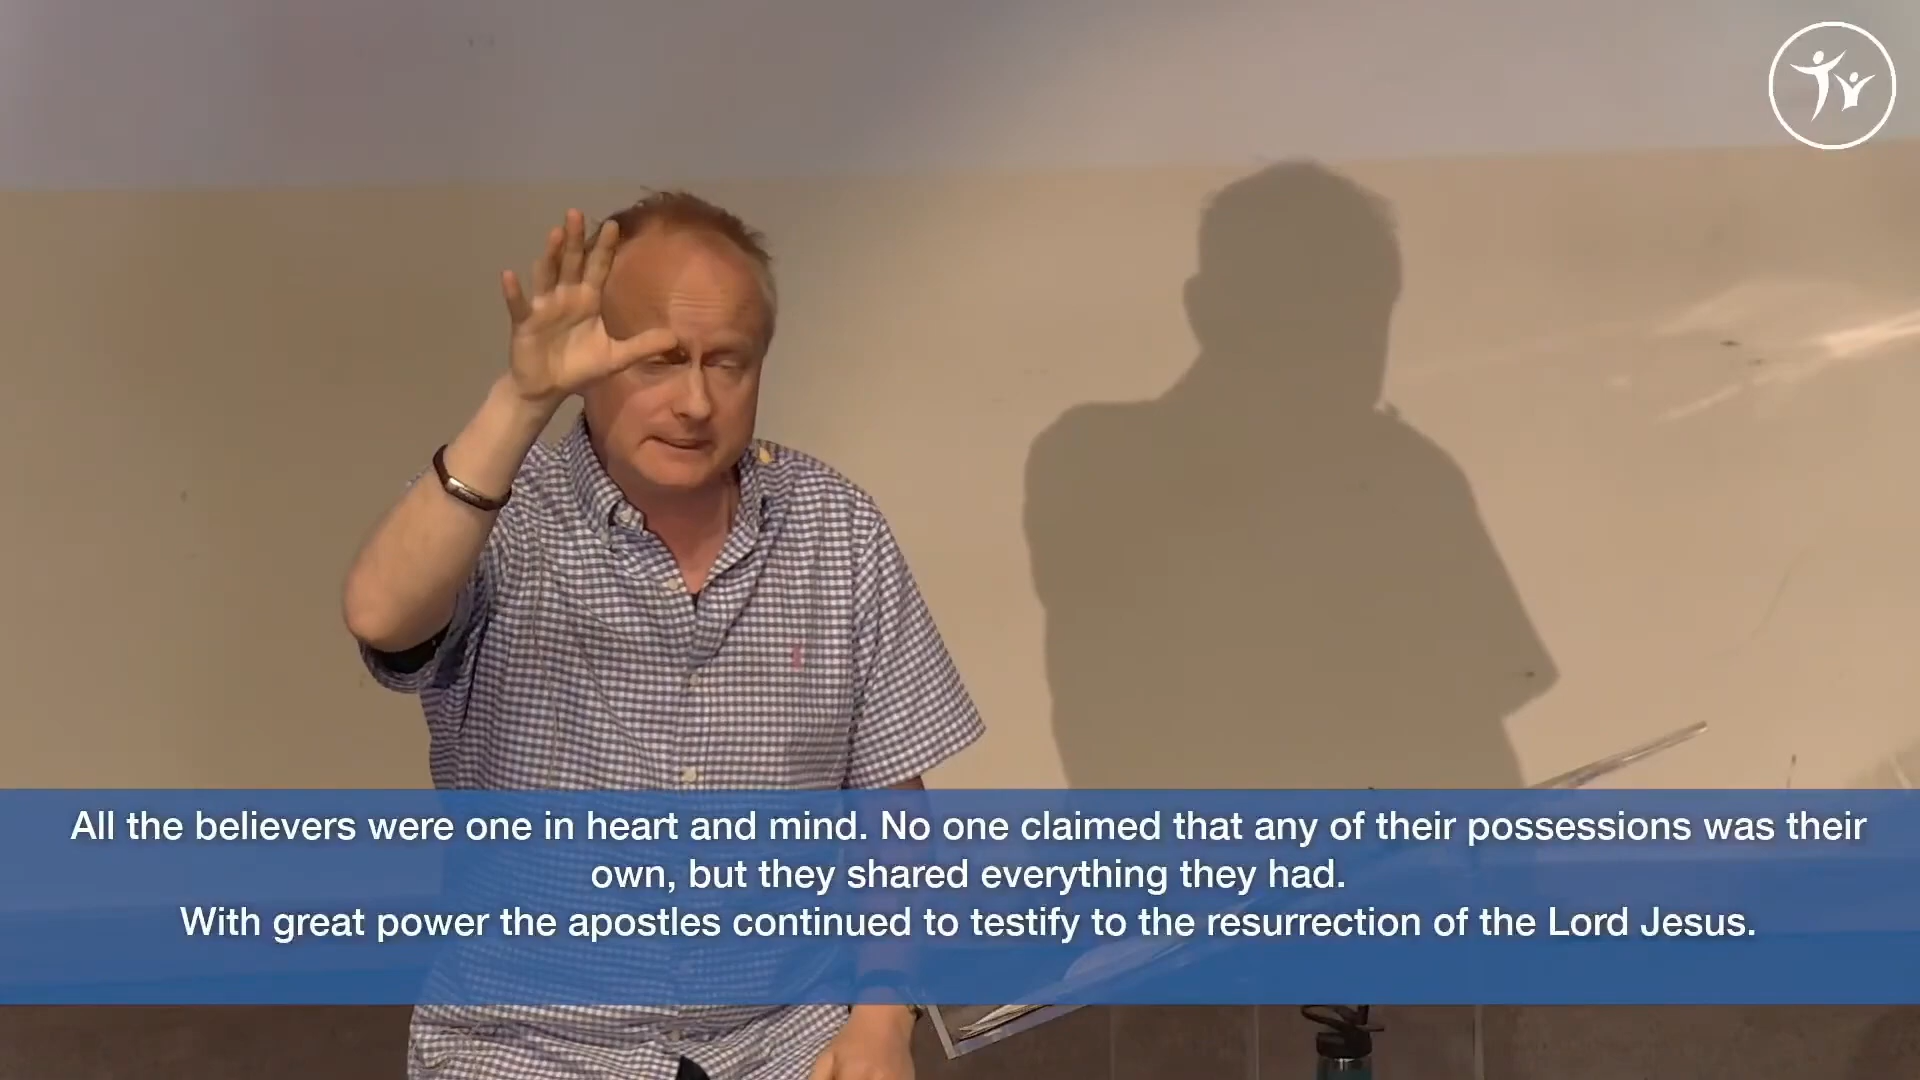 All the believers were one in heart and mind. No one claimed that any of their possessions was their
own, but they shared everything they had.
With great power the apostles continued to testify to the resurrection of the Lord Jesus.